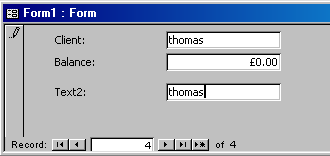 Form1 : Form
Client: thomas
Balance: £0.00
Text2: thomas
Record: 4 of 4